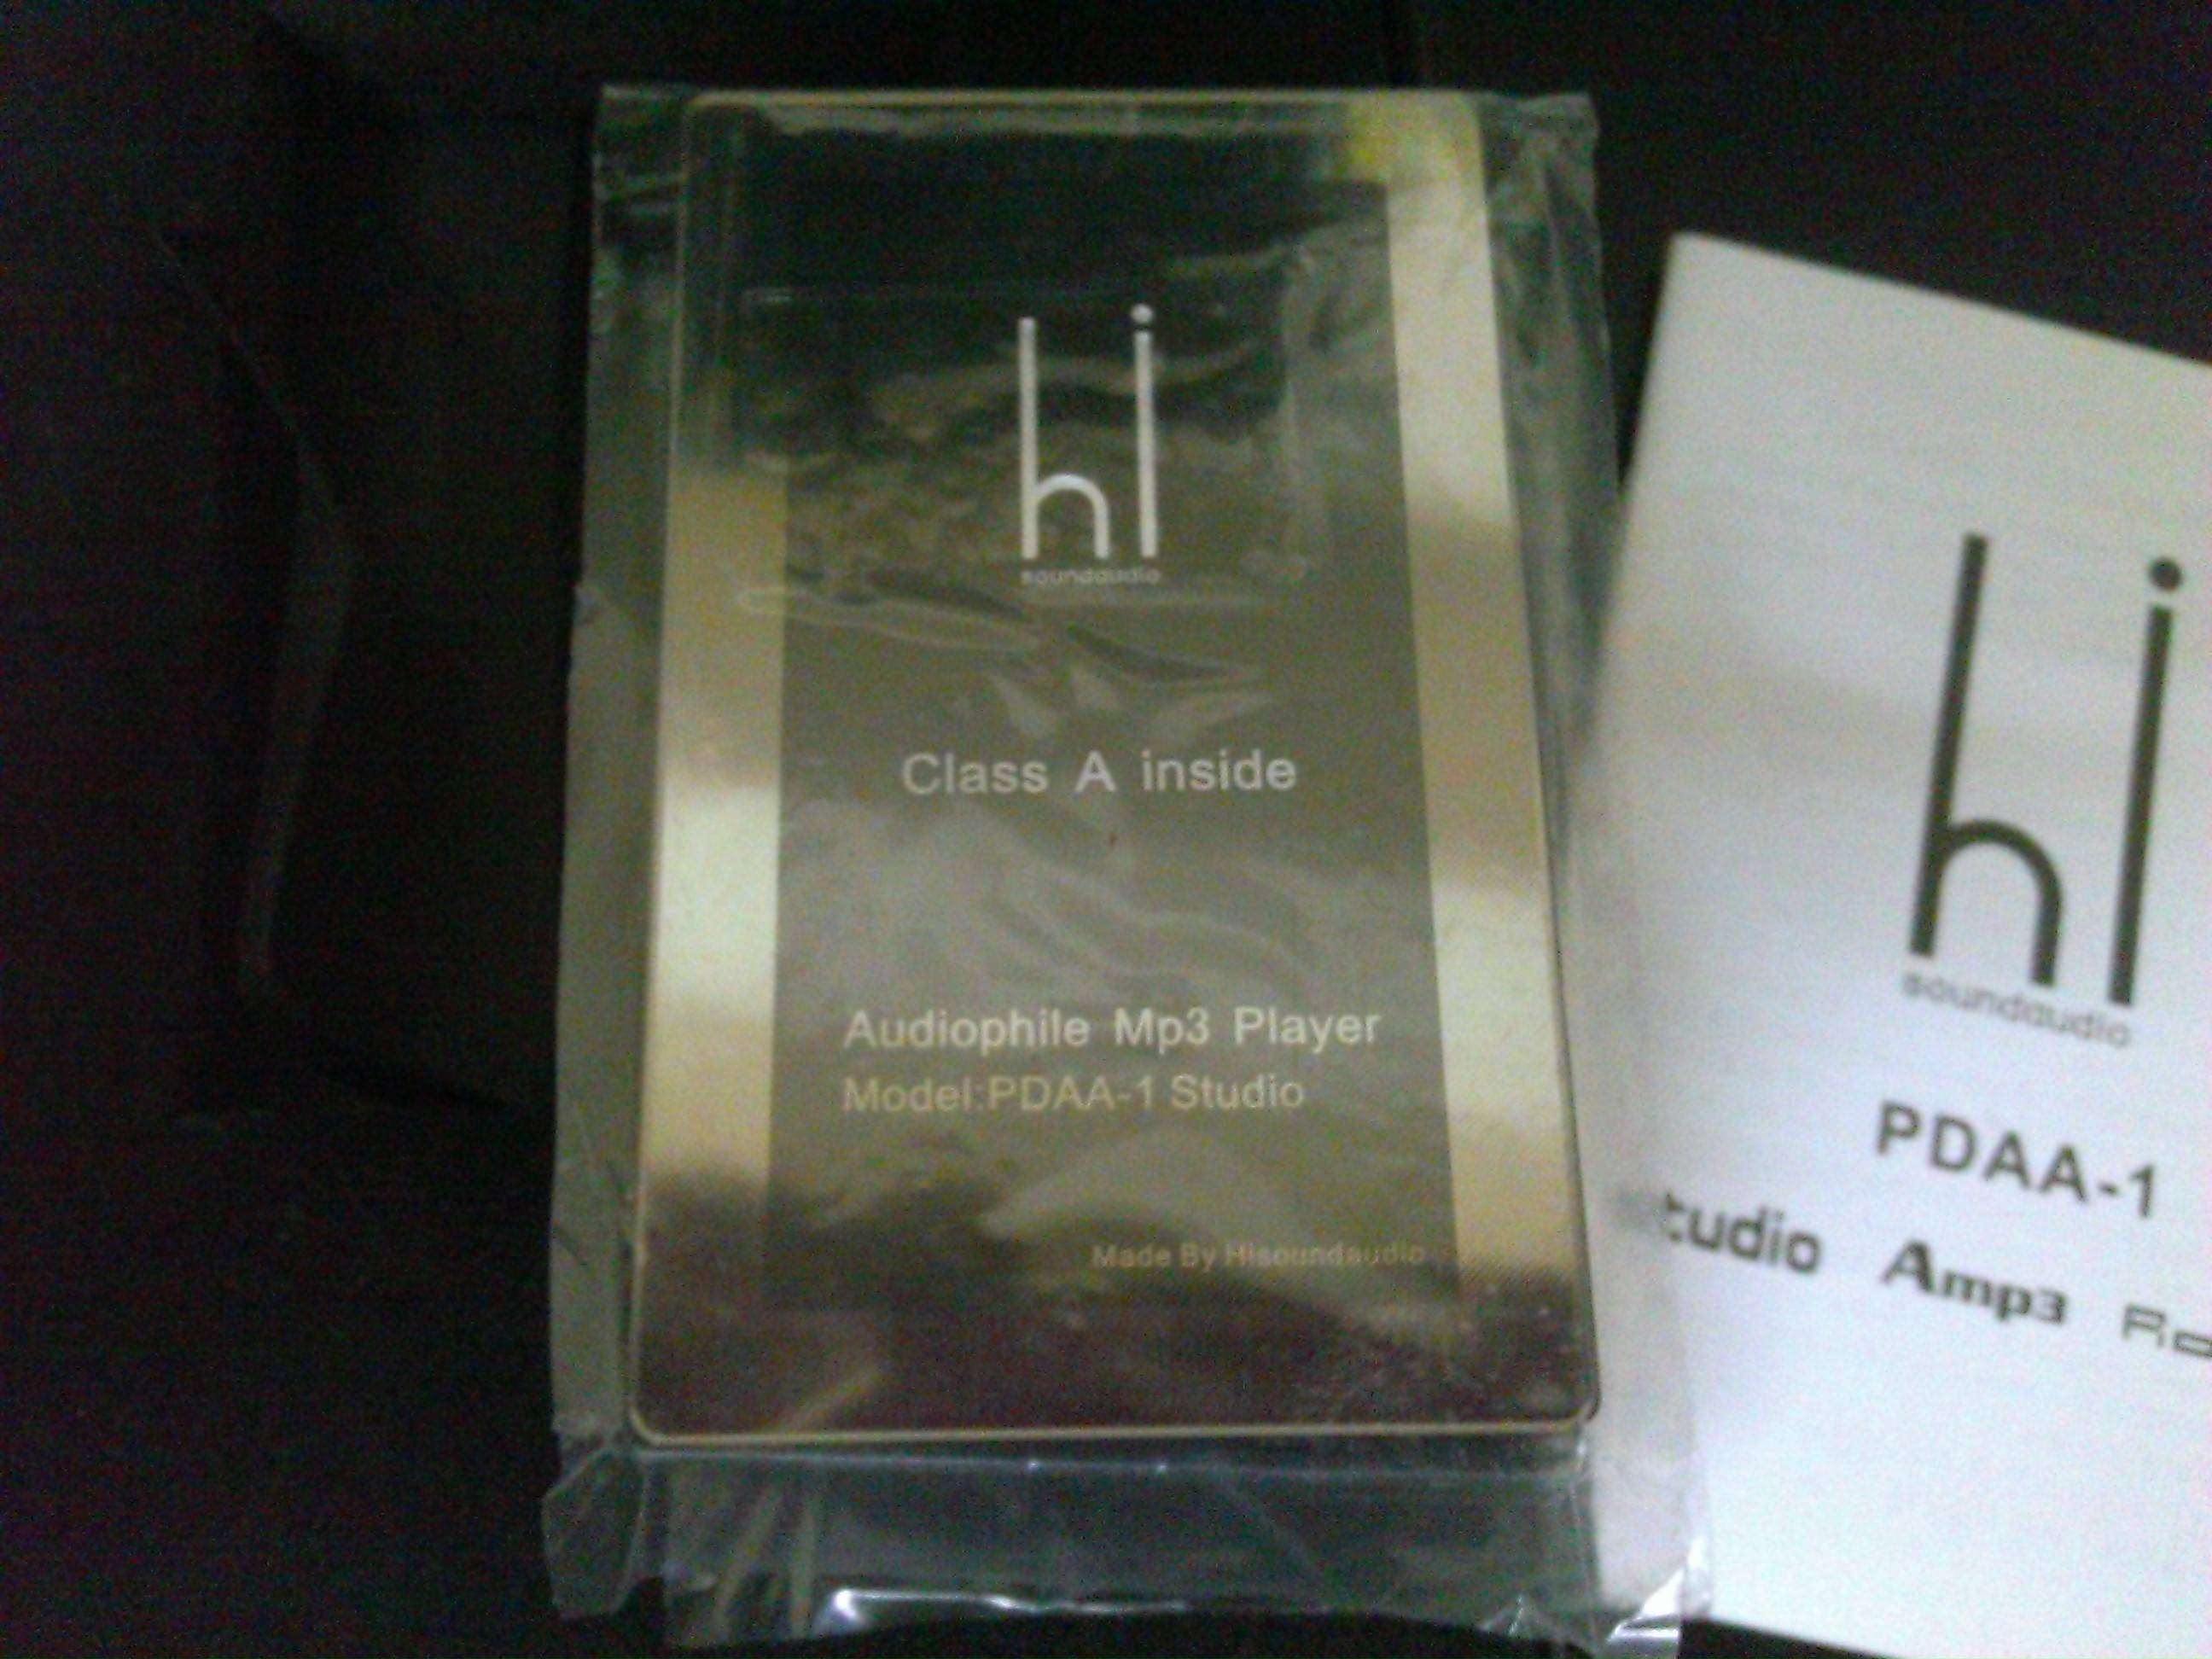 hi
soundaudio
Class A inside
Audiophile Mp3 Player
Model:PDAA-1 Studio
Made By Hisoundaudio
hi
soundaudio
PDAA-1
tudio Amp3